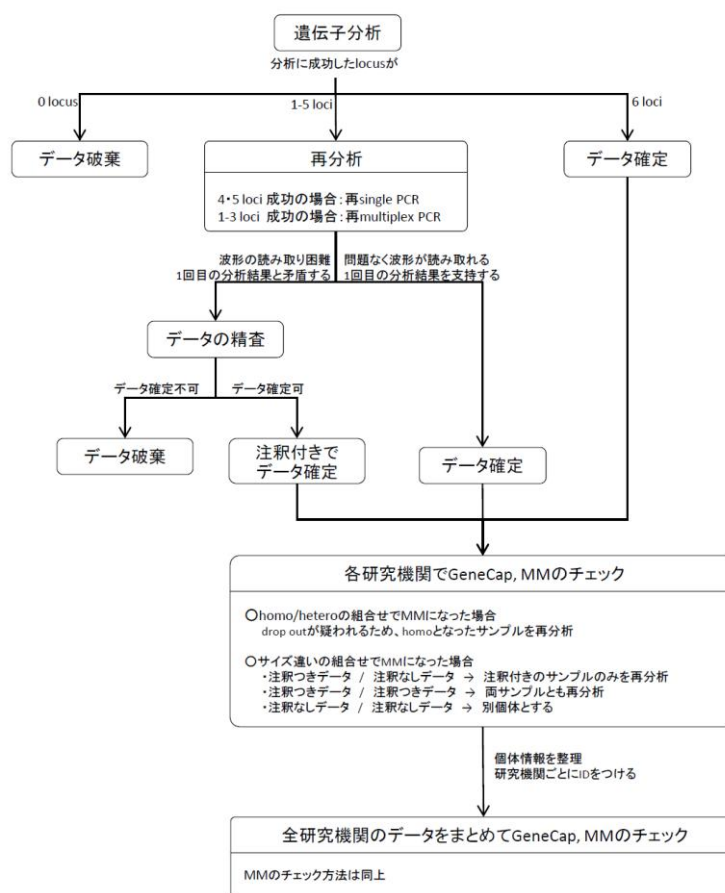 遺伝子分析
分析に成功したlocusが
0 locus
1-5 loci
6 loci
データ破棄
再分析
4・5 loci 成功の場合：再single PCR
1-3 loci 成功の場合：再multiplex PCR
データ確定
波形の読み取り困難
1回目の分析結果と矛盾する
問題なく波形が読み取れる
1回目の分析結果を支持する
データの精査
データ確定不可
データ確定可
データ破棄
注釈付きで
データ確定
データ確定
各研究機関でGeneCap, MMのチェック
〇homo/heteroの組合せでMMになった場合
drop outが疑われるため、homoとなったサンプルを再分析
〇サイズ違いの組合せでMMになった場合
・注釈つきデータ / 注釈なしデータ → 注釈付きのサンプルのみを再分析
・注釈つきデータ / 注釈つきデータ → 両サンプルとも再分析
・注釈なしデータ / 注釈なしデータ → 別個体とする
個体情報を整理
研究機関ごとにIDをつける
全研究機関のデータをまとめてGeneCap, MMのチェック
MMのチェック方法は同上